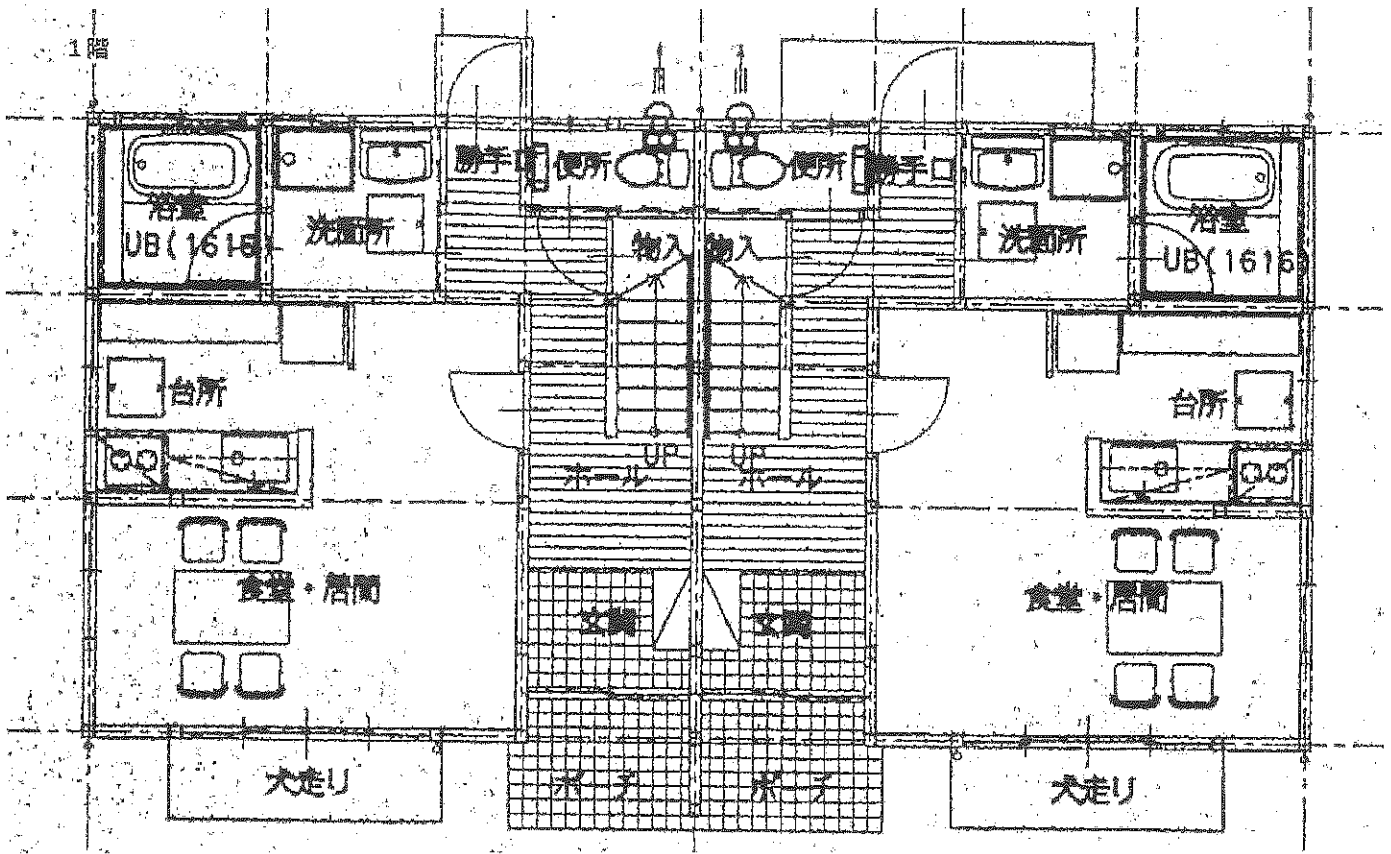 1階
勝手口 便所 便所 勝手口
浴室 浴室
洗面所 洗面所
物入 物入
UB(1616) UB(1616)
台所 台所
UP UP
ホール ホール
食堂・居間 食堂・居間
玄関 玄関
犬走り ポーチ ポーチ 犬走り